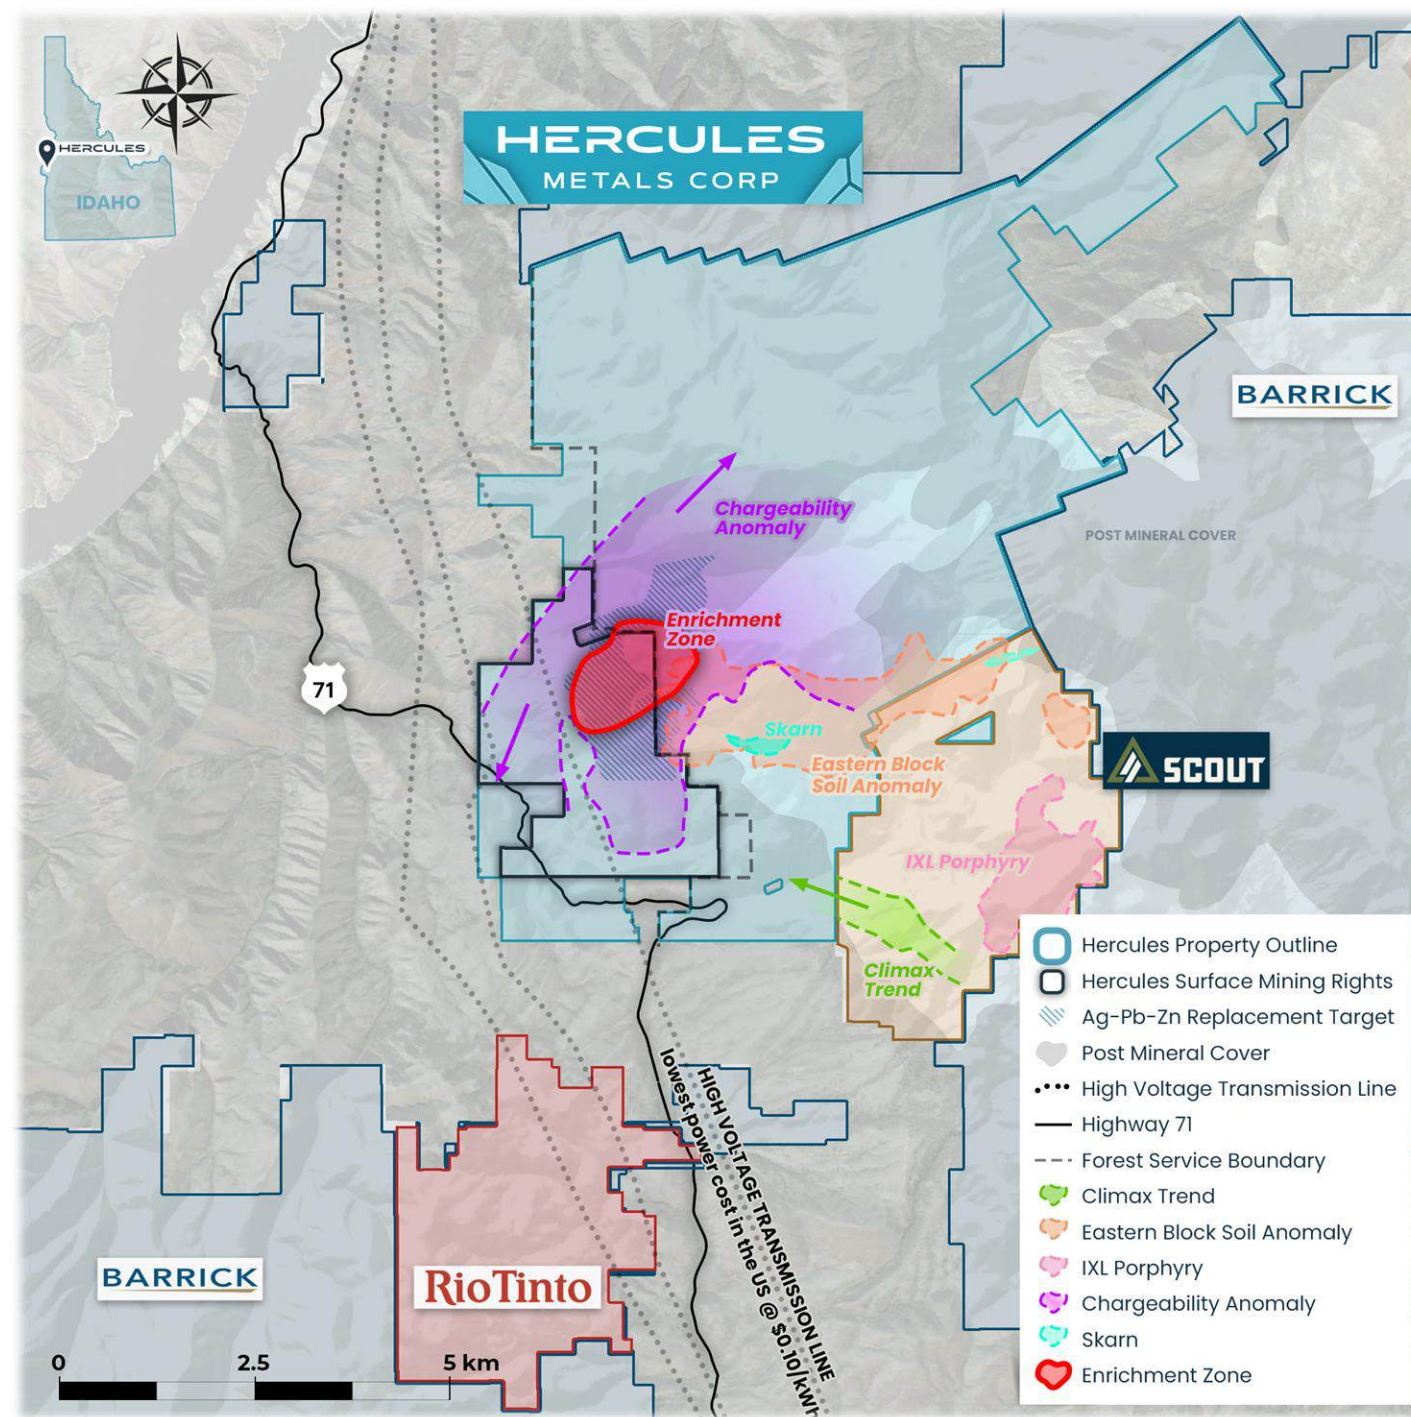 HERCULES
IDAHO
HERCULES
METALS CORP
BARRICK
Chargeability
Anomaly
POST MINERAL COVER
Enrichment
Zone
71
Skarn
Eastern Block
Soil Anomaly
SCOUT
IXL Porphyry
Climax
Trend
HIGH VOLTAGE TRANSMISSION LINE
lowest power cost in the US @ $0.10/kWh
BARRICK
RioTinto
0 2.5 5 km
Hercules Property Outline
Hercules Surface Mining Rights
Ag-Pb-Zn Replacement Target
Post Mineral Cover
High Voltage Transmission Line
Highway 71
Forest Service Boundary
Climax Trend
Eastern Block Soil Anomaly
IXL Porphyry
Chargeability Anomaly
Skarn
Enrichment Zone